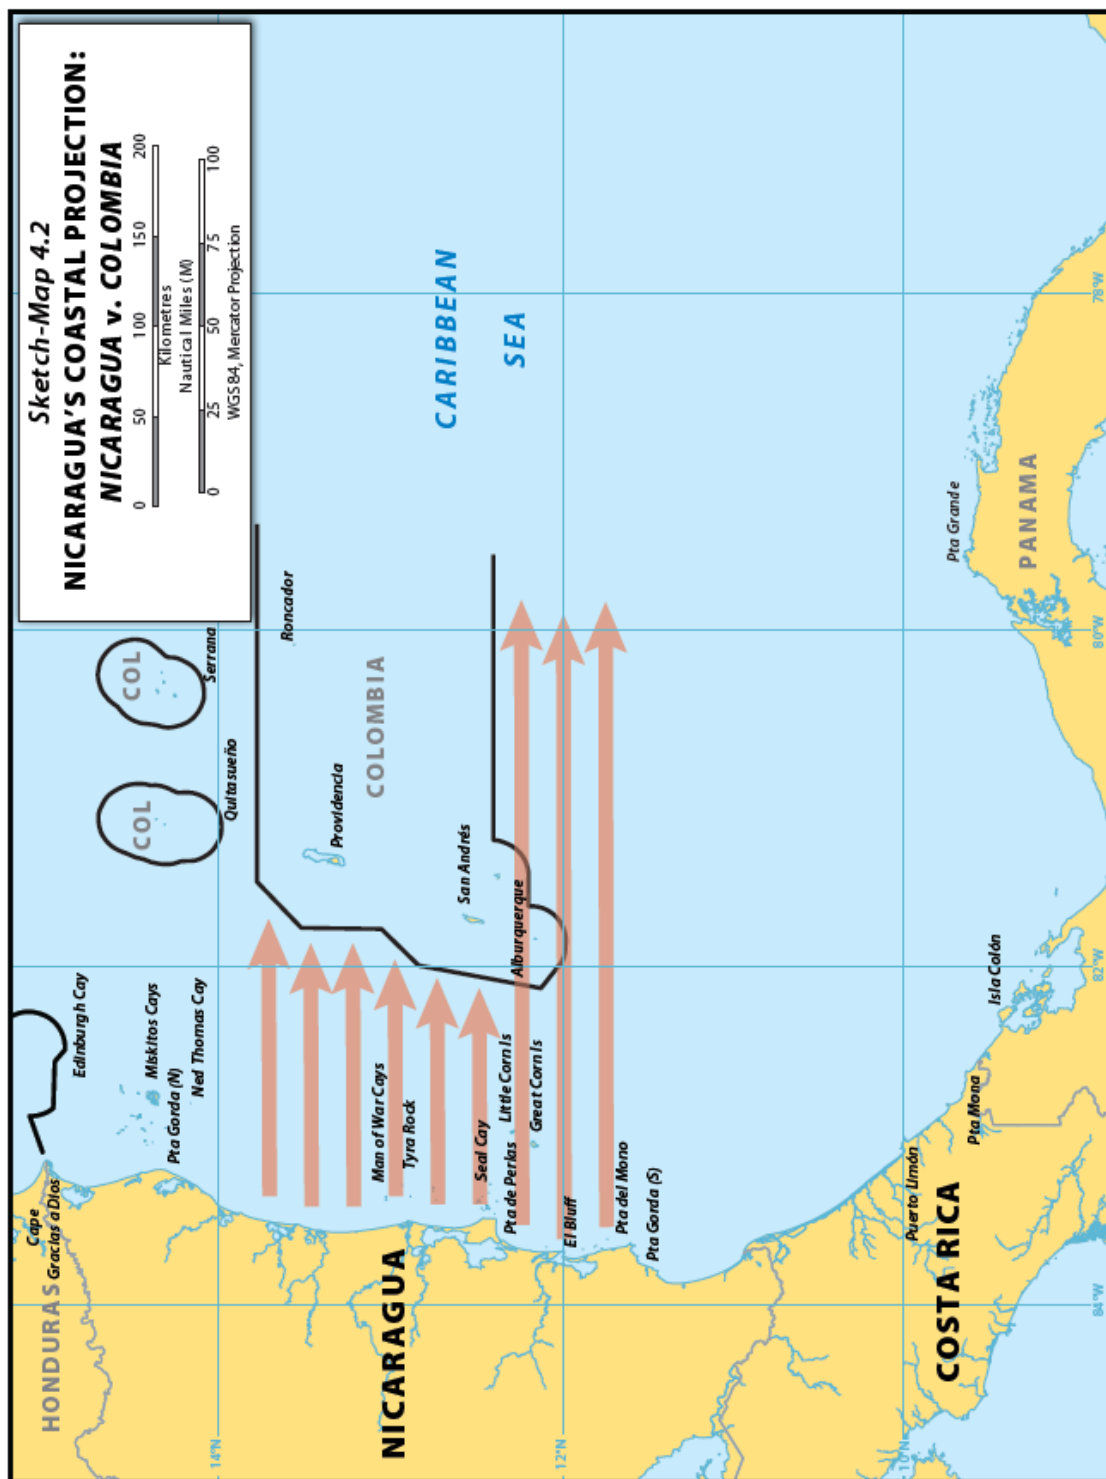 Sketch-Map 4.2
NICARAGUA'S COASTAL PROJECTION:
NICARAGUA v. COLOMBIA
0 50 100 150 200
Kilometres
Nautical Miles (M)
0 25 50 75 100
WGS 84, Mercator Projection
HONDURAS
Cape
Gracias a Dios
Edinburgh Cay
Miskitos Cays
Pta Gorda (N)
Ned Thomas Cay
COL
COL
Quitasueño
Serrana
14°N
Roncador
Providencia
COLOMBIA
CARIBBEAN
SEA
NICARAGUA
Man of War Cays
Tyra Rock
San Andrés
Seal Cay
Little Corn Is
Pta de Perlas
Alburquerque
Great Corn Is
12°N
El Bluff
Pta del Mono
Pta Gorda (S)
10°N
Puerto Limón
COSTA RICA
Pta Mona
Isla Colón
Pta Grande
PANAMA
84°W
82°W
80°W
78°W